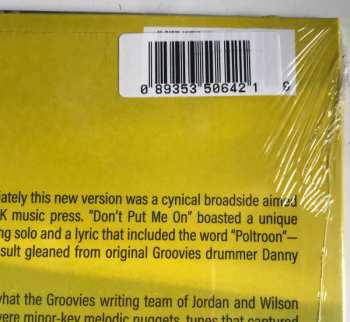 0 89353 50642 1 9
iately this new version was a cynical broadside aimed
K music press. "Don't Put Me On" boasted a unique
ng solo and a lyric that included the word "Poltroon"—
sult gleaned from original Groovies drummer Danny
what the Groovies writing team of Jordan and Wilson
were minor-key melodic nuggets, tunes that captured